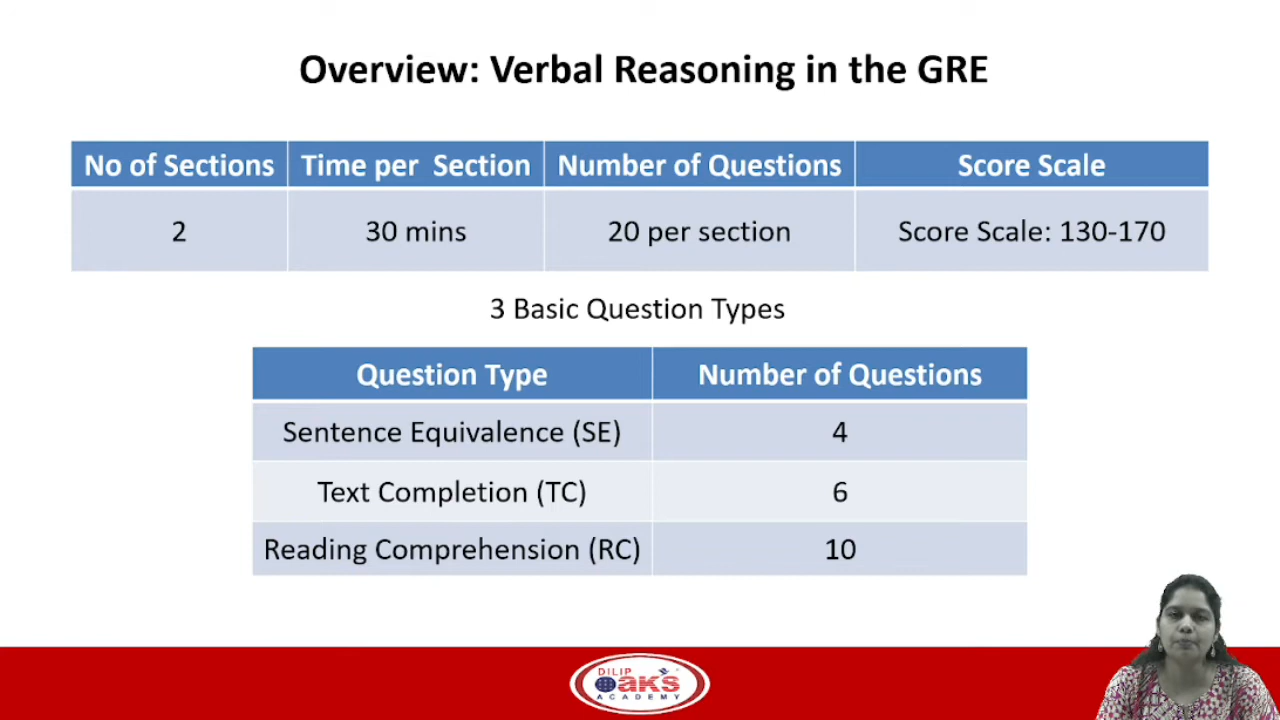 Overview: Verbal Reasoning in the GRE
No of Sections Time per Section Number of Questions Score Scale
2 30 mins 20 per section Score Scale: 130-170
3 Basic Question Types
Question Type Number of Questions
Sentence Equivalence (SE) 4
Text Completion (TC) 6
Reading Comprehension (RC) 10
DILIP
oaks
ACADEMY